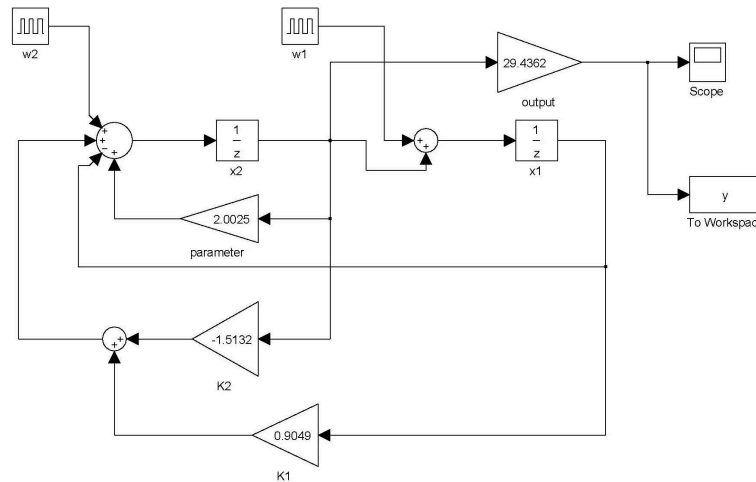 w2
w1
29.4362
output
Scope
1
z
x2
1
z
x1
y
To Workspac
2.0025
parameter
-1.5132
K2
0.9049
K1